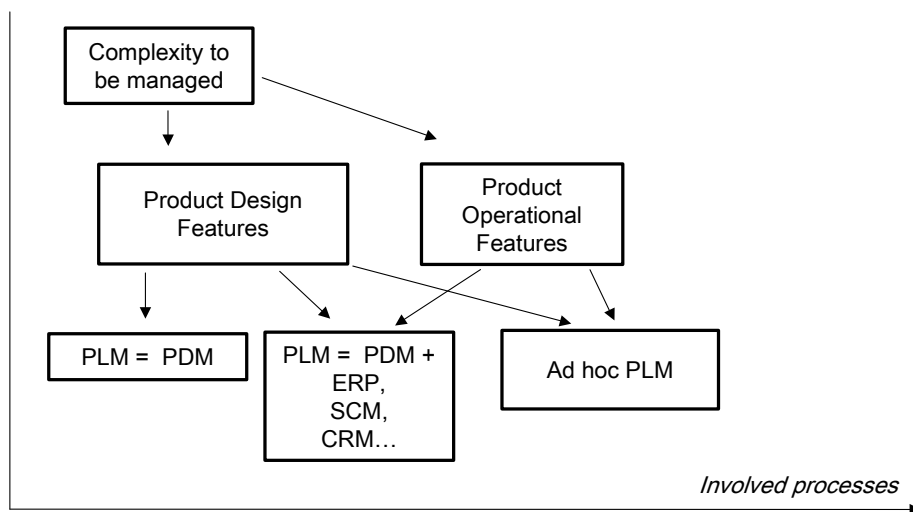 Complexity to
be managed
Product Design
Features
Product
Operational
Features
PLM = PDM
PLM = PDM +
ERP,
SCM,
CRM…
Ad hoc PLM
Involved processes